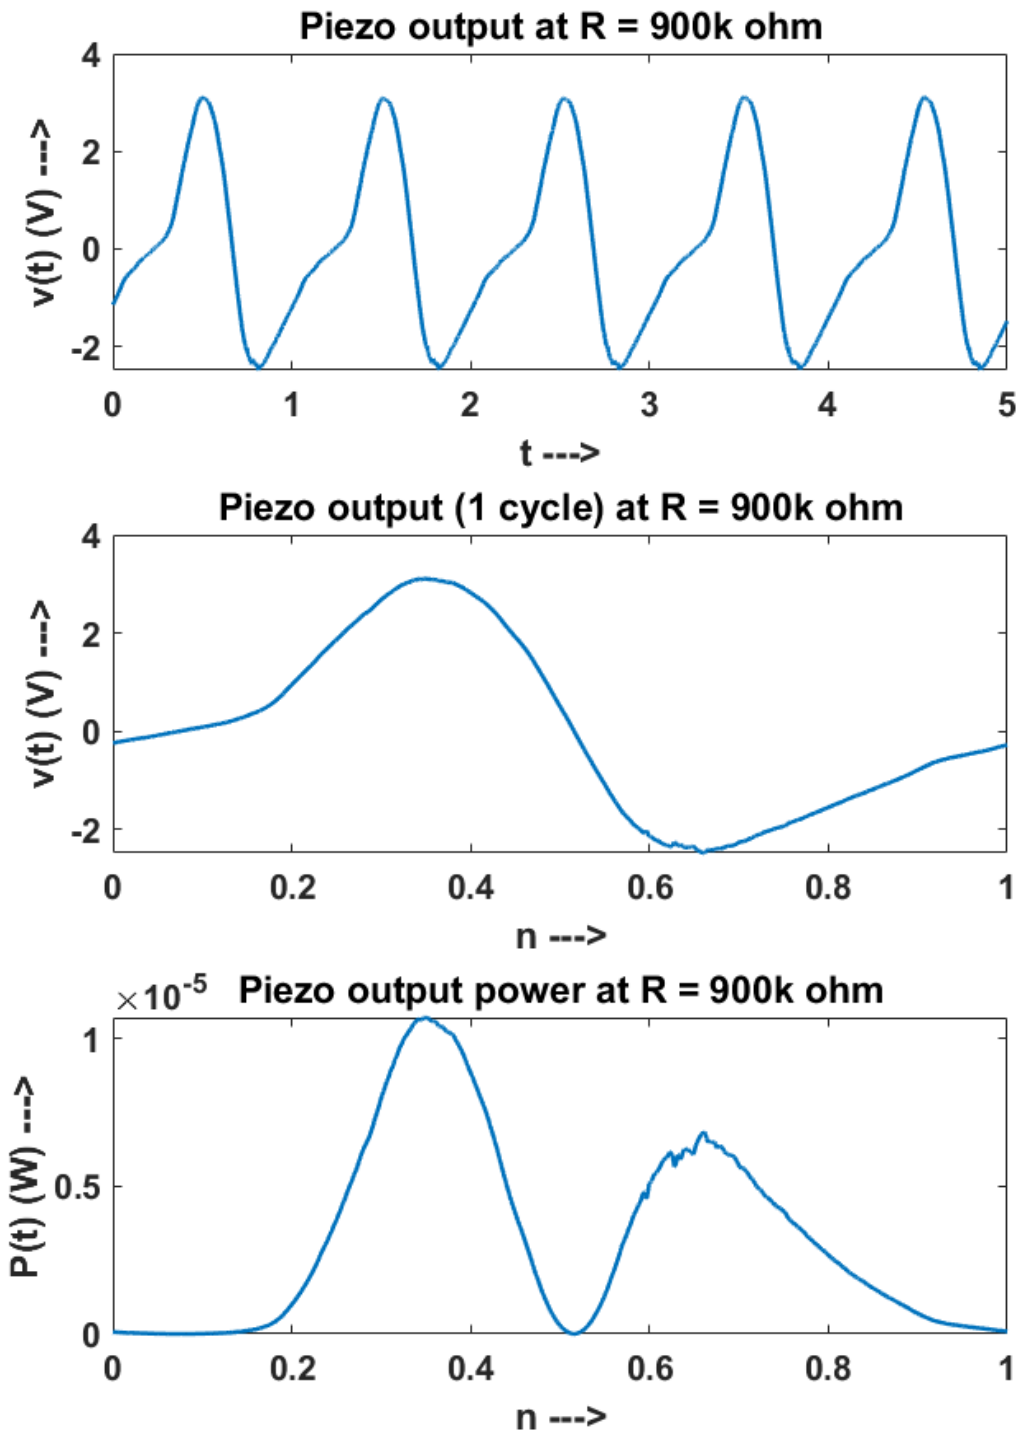 Piezo output at R = 900k ohm
v(t) (V) --->
4
2
0
-2
0 1 2 3 4 5
t --->
Piezo output (1 cycle) at R = 900k ohm
v(t) (V) --->
4
2
0
-2
0 0.2 0.4 0.6 0.8 1
n --->
×10^-5 Piezo output power at R = 900k ohm
P(t) (W) --->
1
0.5
0
0 0.2 0.4 0.6 0.8 1
n --->